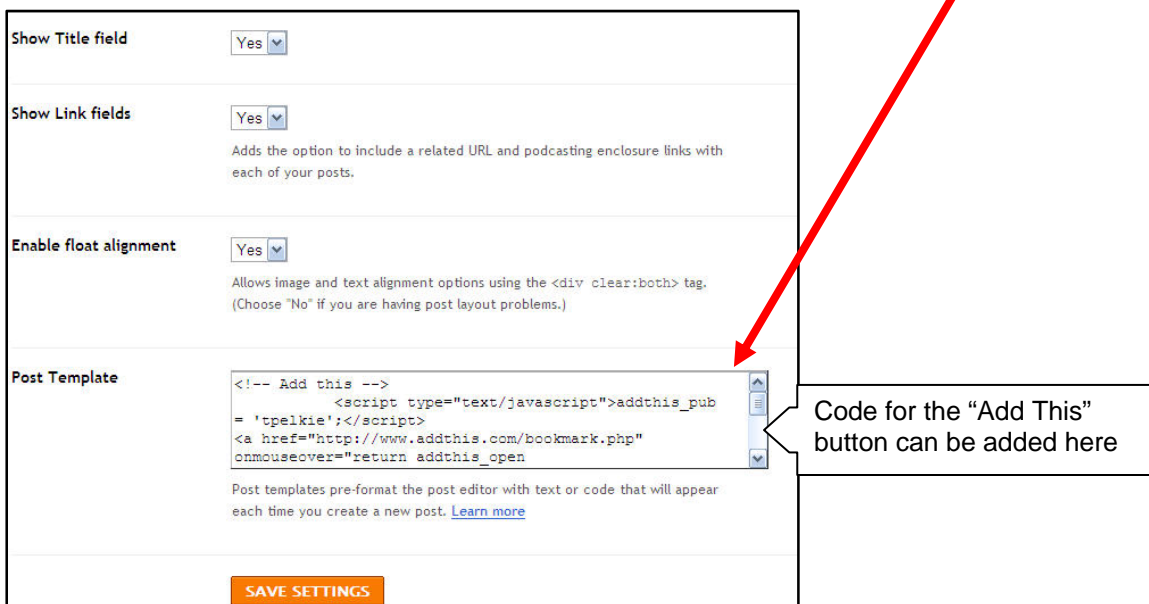 Show Title field
Yes
Show Link fields
Yes
Adds the option to include a related URL and podcasting enclosure links with
each of your posts.
Enable float alignment
Yes
Allows image and text alignment options using the <div clear:both> tag.
(Choose "No" if you are having post layout problems.)
Post Template
<!-- Add this -->
<script type="text/javascript">addthis_pub
= 'tpelkie';</script>
<a href="http://www.addthis.com/bookmark.php"
onmouseover="return addthis_open
Code for the “Add This”
button can be added here
Post templates pre-format the post editor with text or code that will appear
each time you create a new post. Learn more
SAVE SETTINGS